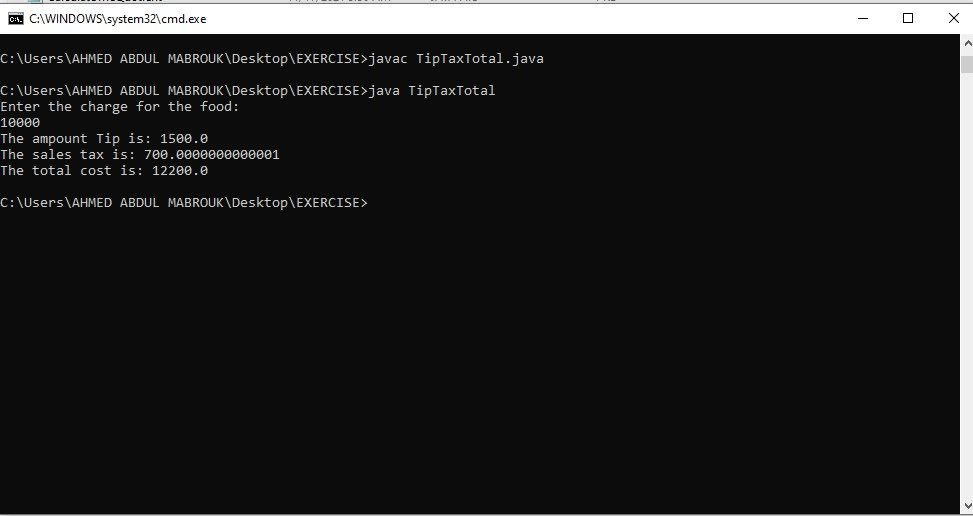 C:\WINDOWS\system32\cmd.exe
C:\Users\AHMED ABDUL MABROUK\Desktop\EXERCISE>javac TipTaxTotal.java
C:\Users\AHMED ABDUL MABROUK\Desktop\EXERCISE>java TipTaxTotal
Enter the charge for the food:
10000
The ampount Tip is: 1500.0
The sales tax is: 700.0000000000001
The total cost is: 12200.0
C:\Users\AHMED ABDUL MABROUK\Desktop\EXERCISE>